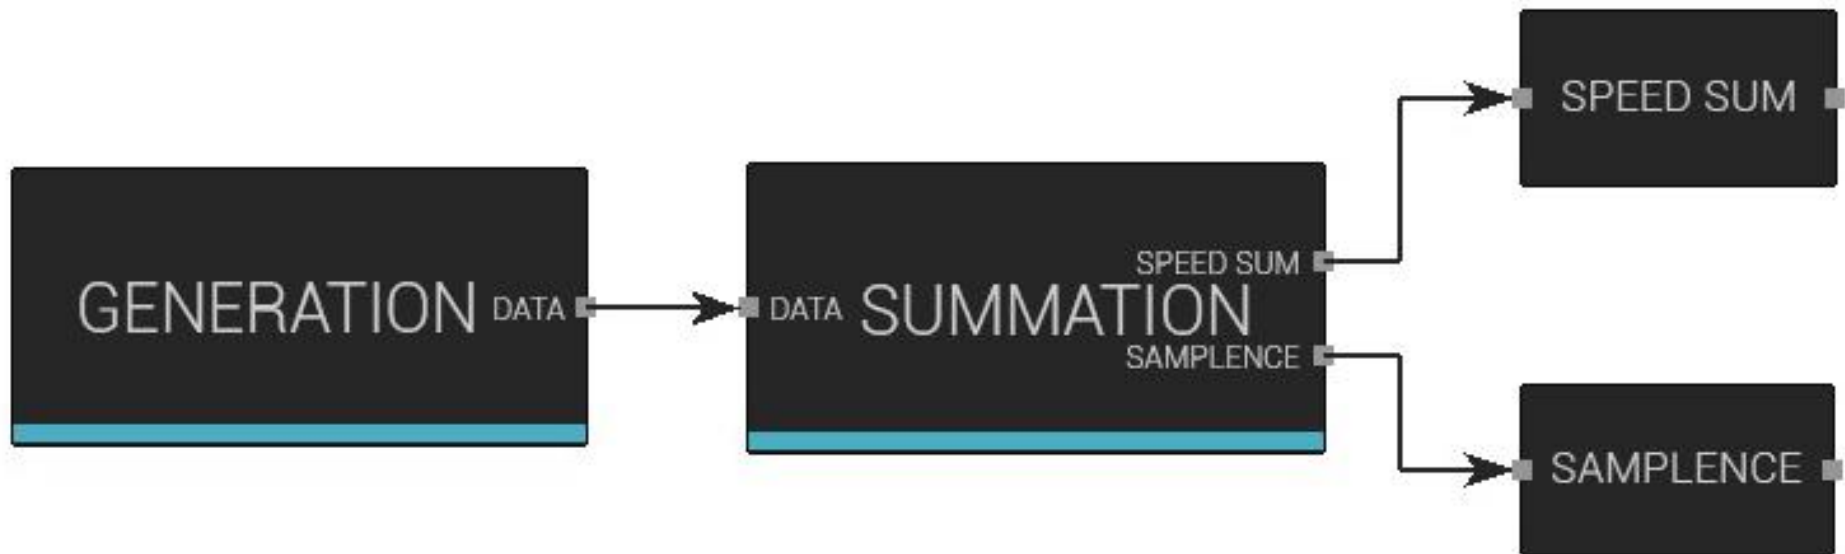 GENERATION DATA
DATA SUMMATION
SPEED SUM
SAMPLENCE
SPEED SUM
SAMPLENCE